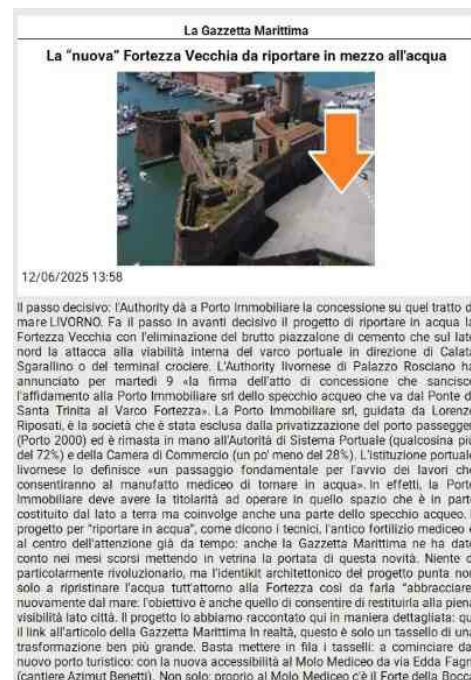 La Gazzetta Marittima
La “nuova” Fortezza Vecchia da riportare in mezzo all'acqua
12/06/2025 13:58
Il passo decisivo: l'Authority dà a Porto Immobiliare la concessione su quel tratto d
mare LIVORNO. Fa il passo in avanti decisivo il progetto di riportare in acqua la
Fortezza Vecchia con l'eliminazione del brutto piazzalone di cemento che sul lato
nord la attacca alla viabilità interna del varco portuale in direzione di Calata
Sgarallino o del terminal crociere. L'Authority livornese di Palazzo Rosciano ha
annunciato per martedì 9 «la firma dell'atto di concessione che sancisce
l'affidamento alla Porto Immobiliare srl dello specchio acqueo che va dal Ponte di
Santa Trinita al Varco Fortezza». La Porto Immobiliare srl, guidata da Lorenzo
Riposati, è la società che è stata esclusa dalla privatizzazione del porto passegger
(Porto 2000) ed è rimasta in mano all'Autorità di Sistema Portuale (qualcosina più
del 72%) e della Camera di Commercio (un po' meno del 28%). L'istituzione portuale
livornese lo definisce «un passaggio fondamentale per l'avvio dei lavori che
consentiranno al manufatto mediceo di tornare in acqua». In effetti, la Porto
Immobiliare deve avere la titolarità ad operare in quello spazio che è in parte
costituito dal lato a terra ma coinvolge anche una parte dello specchio acqueo. I
progetto per “riportare in acqua”, come dicono i tecnici, l'antico fortilizio mediceo è
al centro dell'attenzione già da tempo: anche la Gazzetta Marittima ne ha dato
conto nei mesi scorsi mettendo in vetrina la portata di questa novità. Niente d
particolarmente rivoluzionario, ma l'identikit architettonico del progetto punta non
solo a ripristinare l'acqua tutt'attorno alla Fortezza così da farla “abbracciare”
nuovamente dal mare: l'obiettivo è anche quello di consentire di restituirla alla piena
visibilità lato città. Il progetto lo abbiamo raccontato qui in maniera dettagliata: qu
il link all'articolo della Gazzetta Marittima In realtà, questo è solo un tassello di una
trasformazione ben più grande. Basta mettere in fila i tasselli: a cominciare dal
nuovo porto turistico: con la nuova accessibilità al Molo Mediceo da via Edda Fagn
(cantiere Azimut Benetti). Non solo: proprio al Molo Mediceo c'è il Forte della Bocca